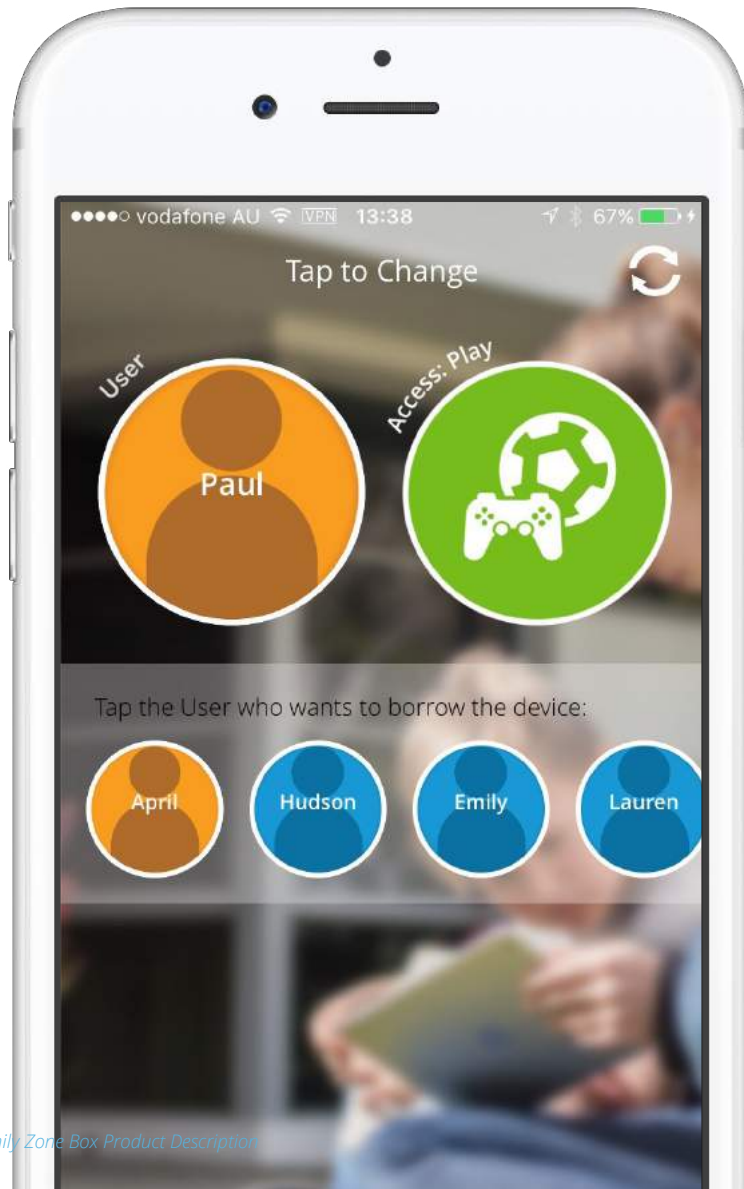 vodafone AU VPN 13:38 67%
Tap to Change
User
Access: Play
Paul
Tap the User who wants to borrow the device:
April Hudson Emily Lauren
Zone Box Product Description